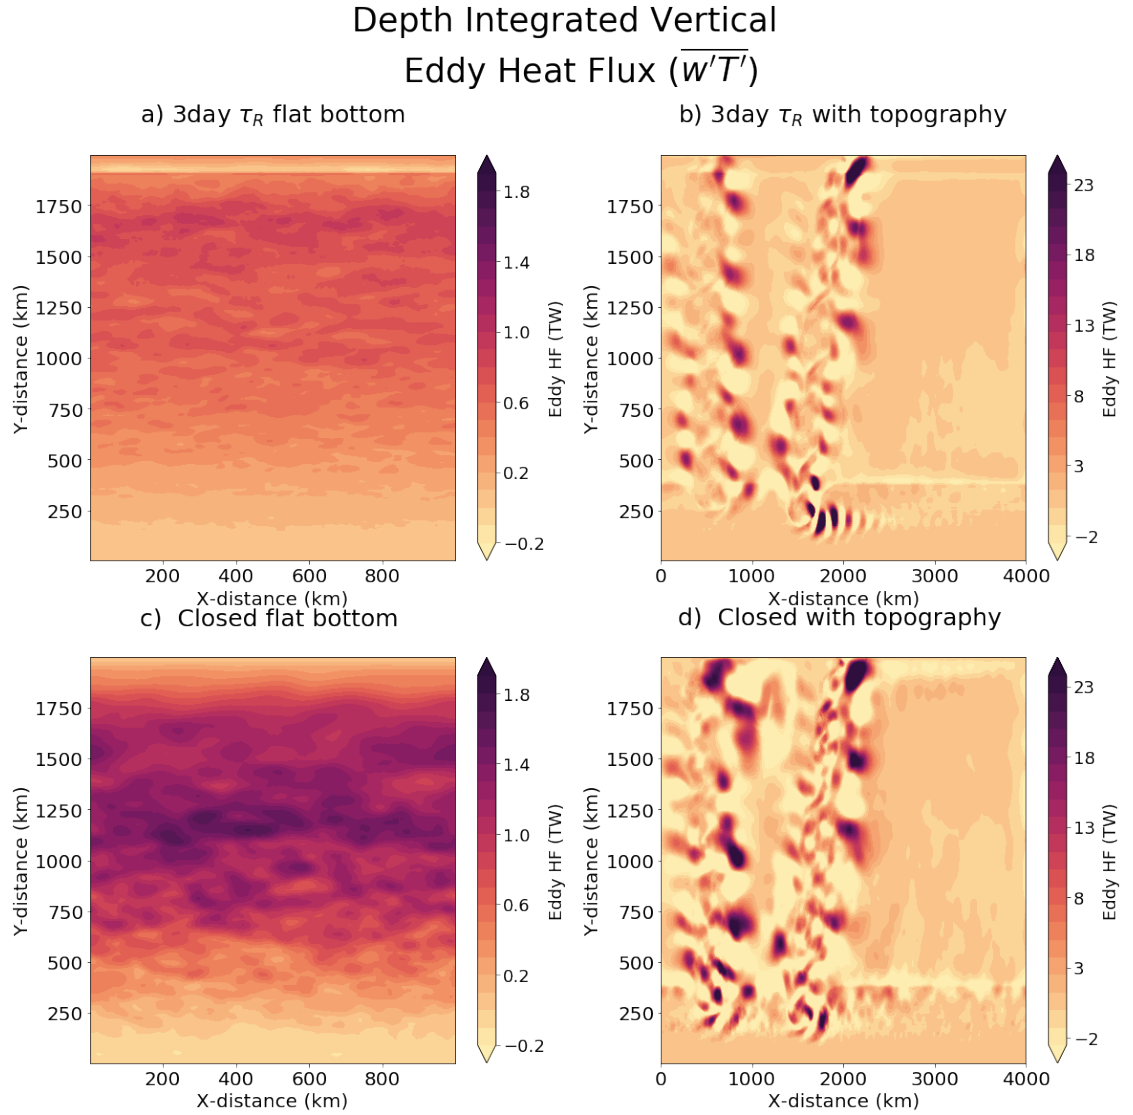 Depth Integrated Vertical
Eddy Heat Flux (w'T')
a) 3day τR flat bottom
b) 3day τR with topography
1750
1500
1250
1000
750
500
250
Y-distance (km)
200 400 600 800
X-distance (km)
1.8
1.4
1.0
0.6
0.2
−0.2
Eddy HF (TW)
1750
1500
1250
1000
750
500
250
Y-distance (km)
0 1000 2000 3000 4000
X-distance (km)
23
18
13
8
3
−2
Eddy HF (TW)
c)  Closed flat bottom
d)  Closed with topography
1750
1500
1250
1000
750
500
250
Y-distance (km)
200 400 600 800
X-distance (km)
1.8
1.4
1.0
0.6
0.2
−0.2
Eddy HF (TW)
1750
1500
1250
1000
750
500
250
Y-distance (km)
0 1000 2000 3000 4000
X-distance (km)
23
18
13
8
3
−2
Eddy HF (TW)